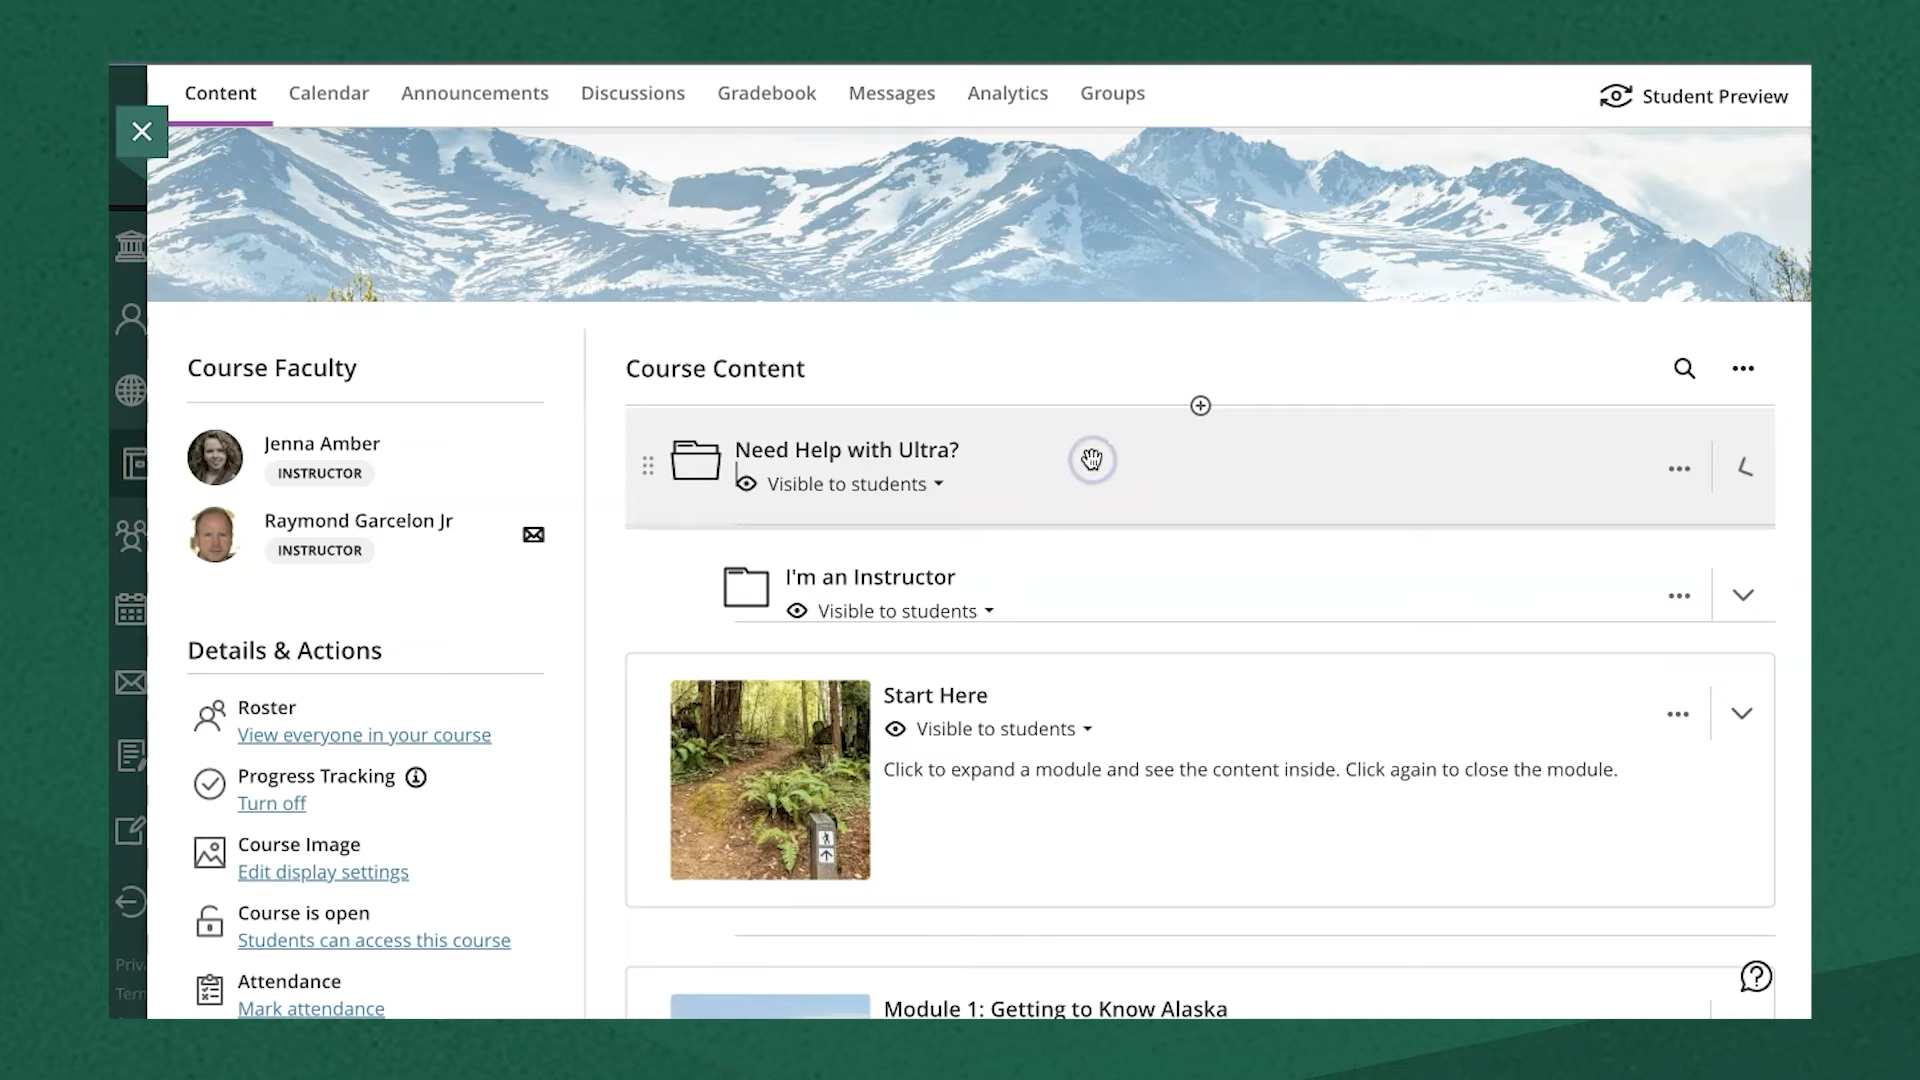 Content
Calendar
Announcements
Discussions
Gradebook
Messages
Analytics
Groups
Student Preview
Course Faculty
Jenna Amber
INSTRUCTOR
Raymond Garcelon Jr
INSTRUCTOR
Details & Actions
Roster
View everyone in your course
Progress Tracking
Turn off
Course Image
Edit display settings
Course is open
Students can access this course
Attendance
Mark attendance
Course Content
Need Help with Ultra?
Visible to students
I'm an Instructor
Visible to students
Start Here
Visible to students
Click to expand a module and see the content inside. Click again to close the module.
Module 1: Getting to Know Alaska